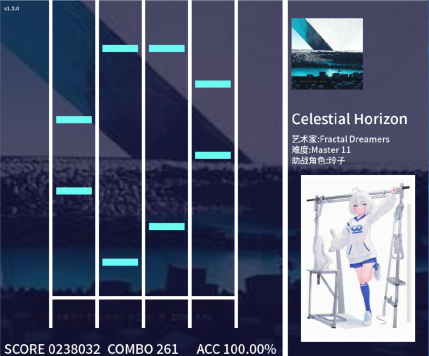 v1.5.0
Celestial Horizon
艺术家:Fractal Dreamers
难度:Master 11
助战角色:玲子
SCORE 0238032 COMBO 261 ACC 100.00%